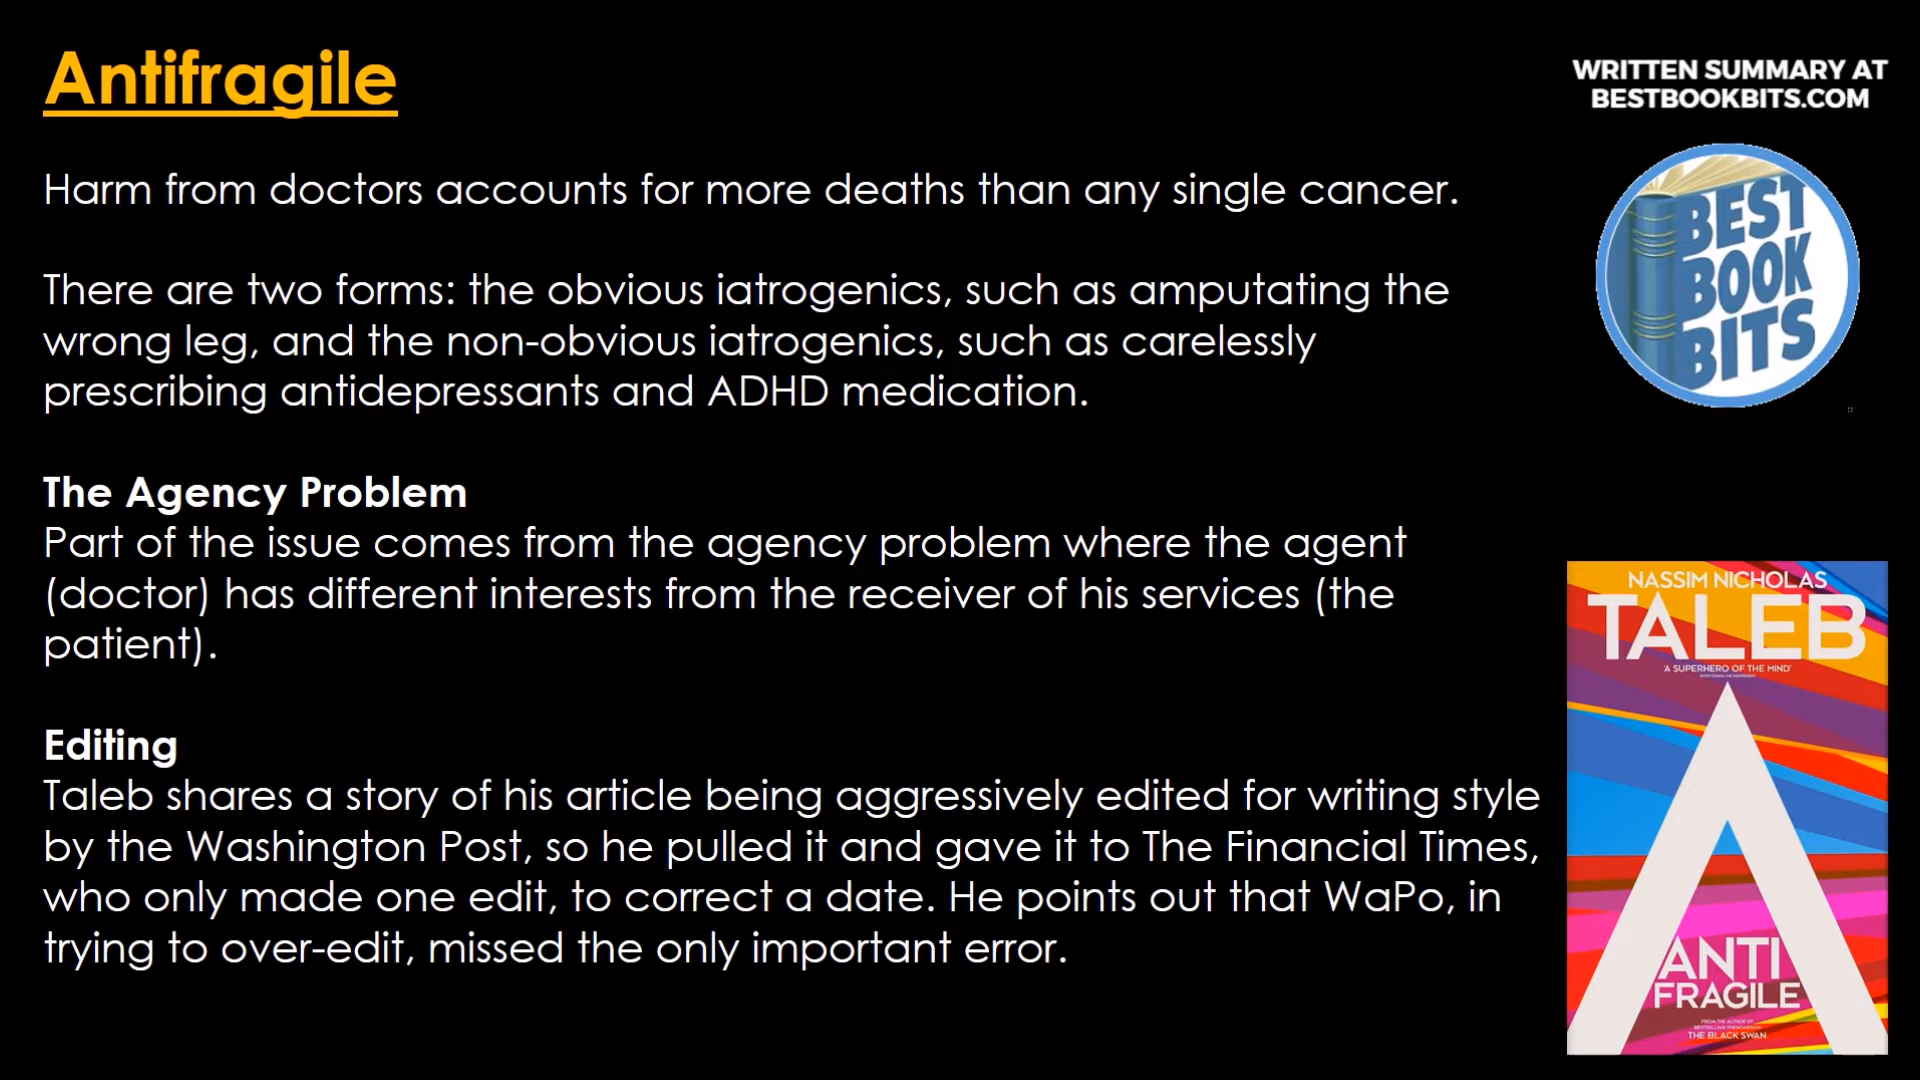 Antifragile
WRITTEN SUMMARY AT
BESTBOOKBITS.COM
Harm from doctors accounts for more deaths than any single cancer.
There are two forms: the obvious iatrogenics, such as amputating the
wrong leg, and the non-obvious iatrogenics, such as carelessly
prescribing antidepressants and ADHD medication.
The Agency Problem
Part of the issue comes from the agency problem where the agent
(doctor) has different interests from the receiver of his services (the
patient).
Editing
Taleb shares a story of his article being aggressively edited for writing style
by the Washington Post, so he pulled it and gave it to The Financial Times,
who only made one edit, to correct a date. He points out that WaPo, in
trying to over-edit, missed the only important error.
BEST
BOOK
BITS
NASSIM NICHOLAS
TALEB
'A SUPERHERO OF THE MIND'
ANTI
FRAGILE
FROM THE AUTHOR OF
BESTSELLING PHENOMENON
THE BLACK SWAN